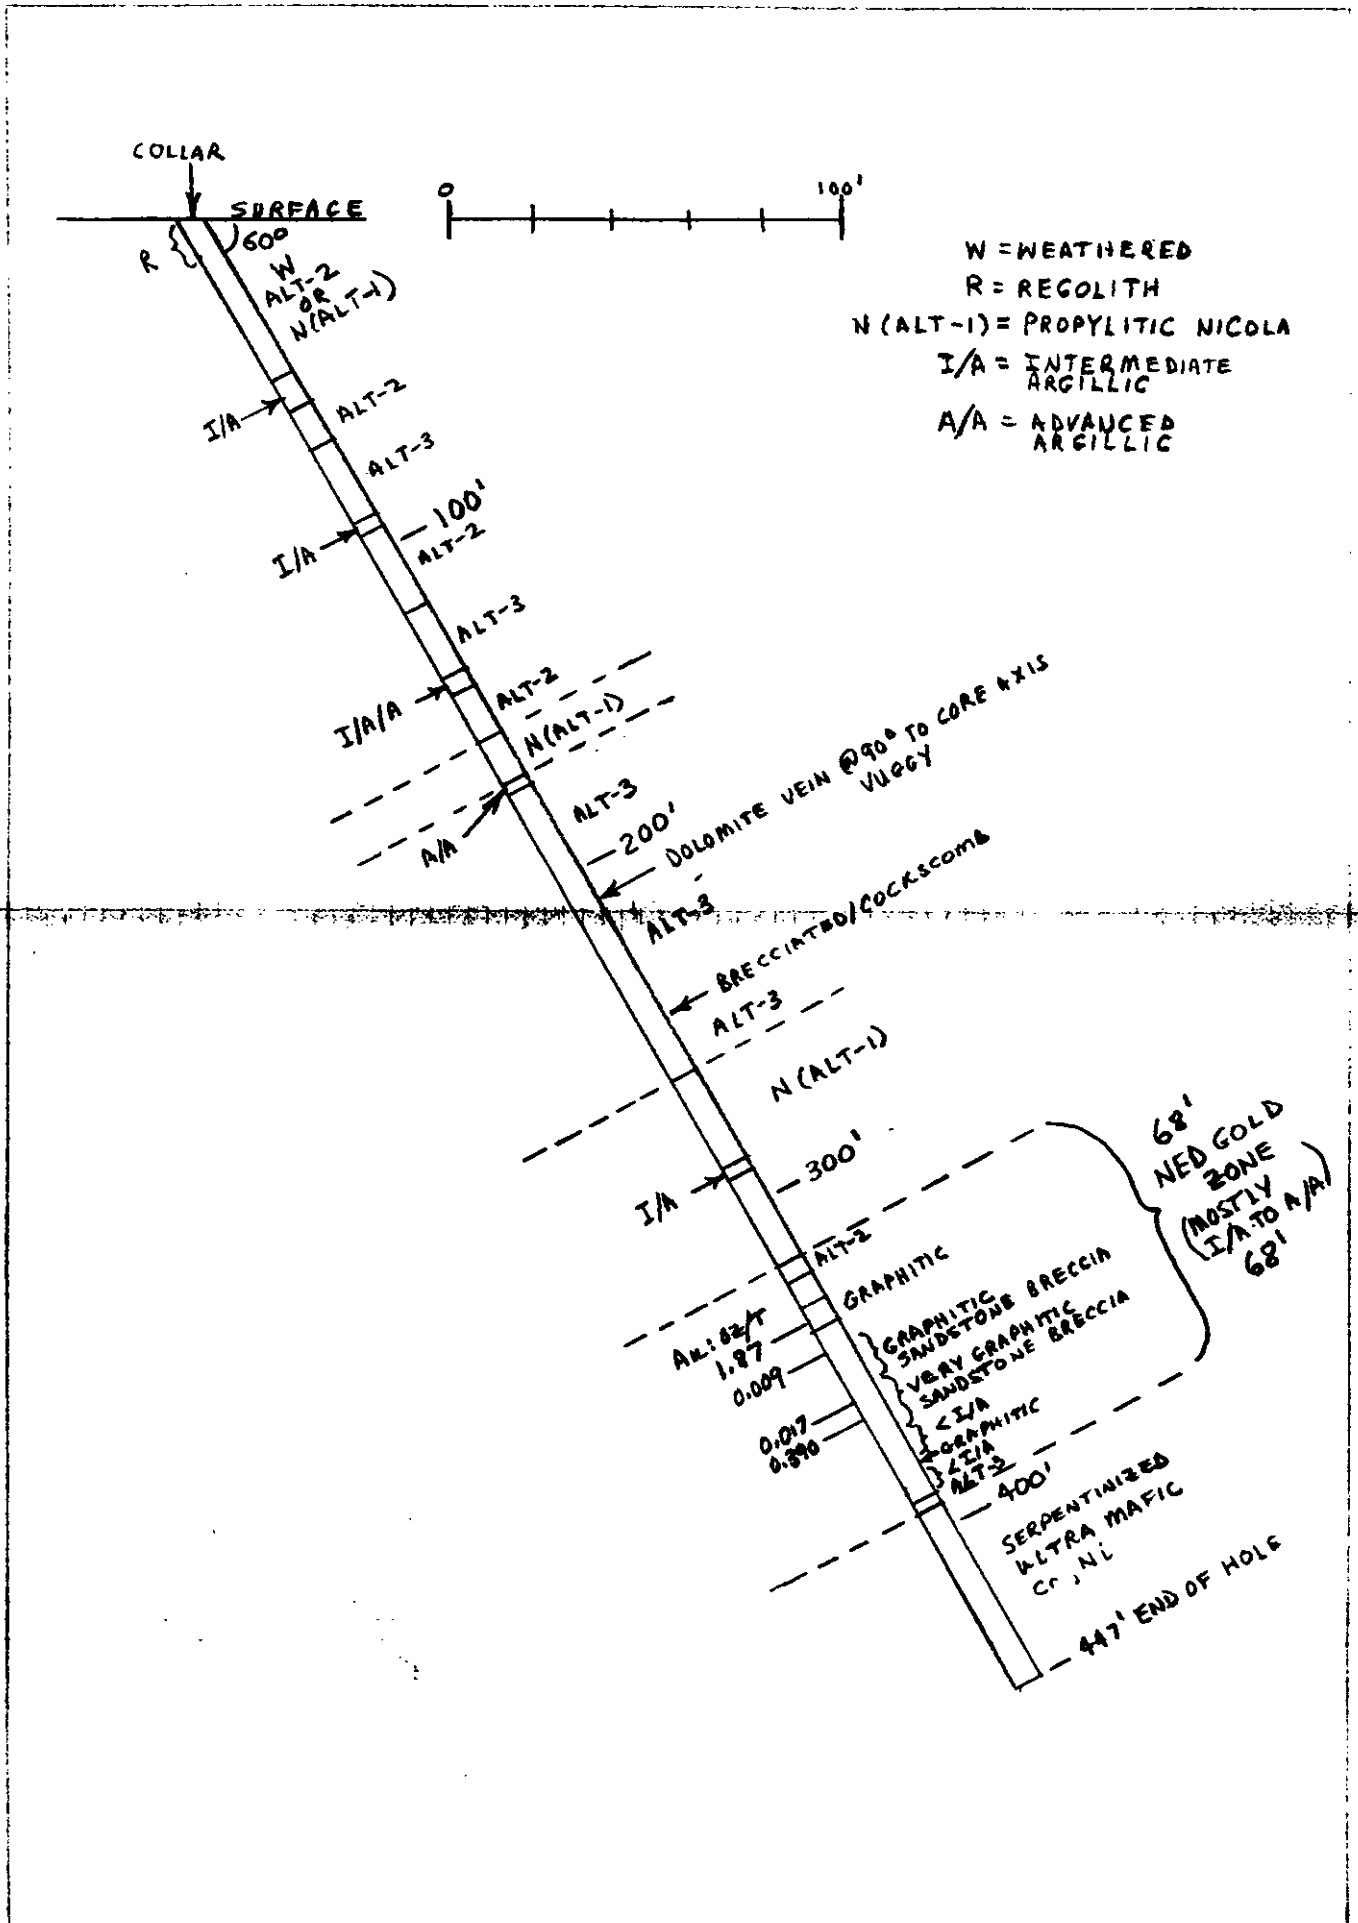 COLLAR
SURFACE
60°
R
W
ALT-2
OR
N(ALT-1)
0
100'
W = WEATHERED
R = REGOLITH
N (ALT-1) = PROPYLITIC NICOLA
I/A = INTERMEDIATE
ARGILLIC
A/A = ADVANCED
ARGILLIC
I/A
ALT-2
ALT-3
100'
I/A
ALT-2
ALT-3
I/A/A
ALT-2
N(ALT-1)
A/A
ALT-3
200'
DOLOMITE VEIN @90° TO CORE AXIS
VUGGY
ALT-3
BRECCIATED/COCKSCOMB
ALT-3
N (ALT-1)
300'
I/A
ALT-2
GRAPHITIC
68'
NED GOLD
ZONE
(MOSTLY
I/A TO A/A)
68'
Au: OZ/T
1.87
0.009
0.017
0.390
GRAPHITIC
SANDSTONE BRECCIA
VERY GRAPHITIC
SANDSTONE BRECCIA
< I/A
GRAPHITIC
< I/A
400'
SERPENTINIZED
ULTRA MAFIC
Cr, Ni
447' END OF HOLE